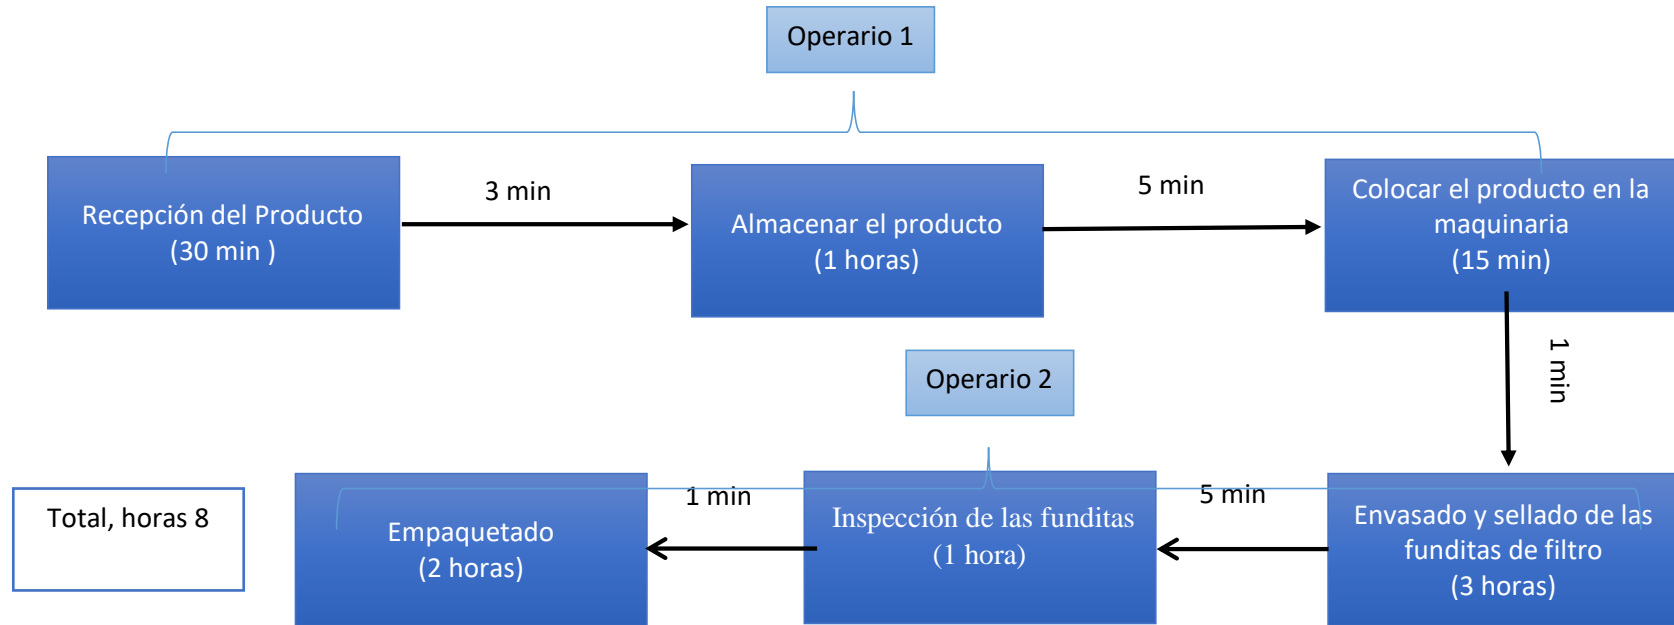 Operario 1
Recepción del Producto
(30 min )
3 min
Almacenar el producto
(1 horas)
5 min
Colocar el producto en la
maquinaria
(15 min)
1 min
Operario 2
Total, horas 8
Empaquetado
(2 horas)
1 min
Inspección de las funditas
(1 hora)
5 min
Envasado y sellado de las
funditas de filtro
(3 horas)